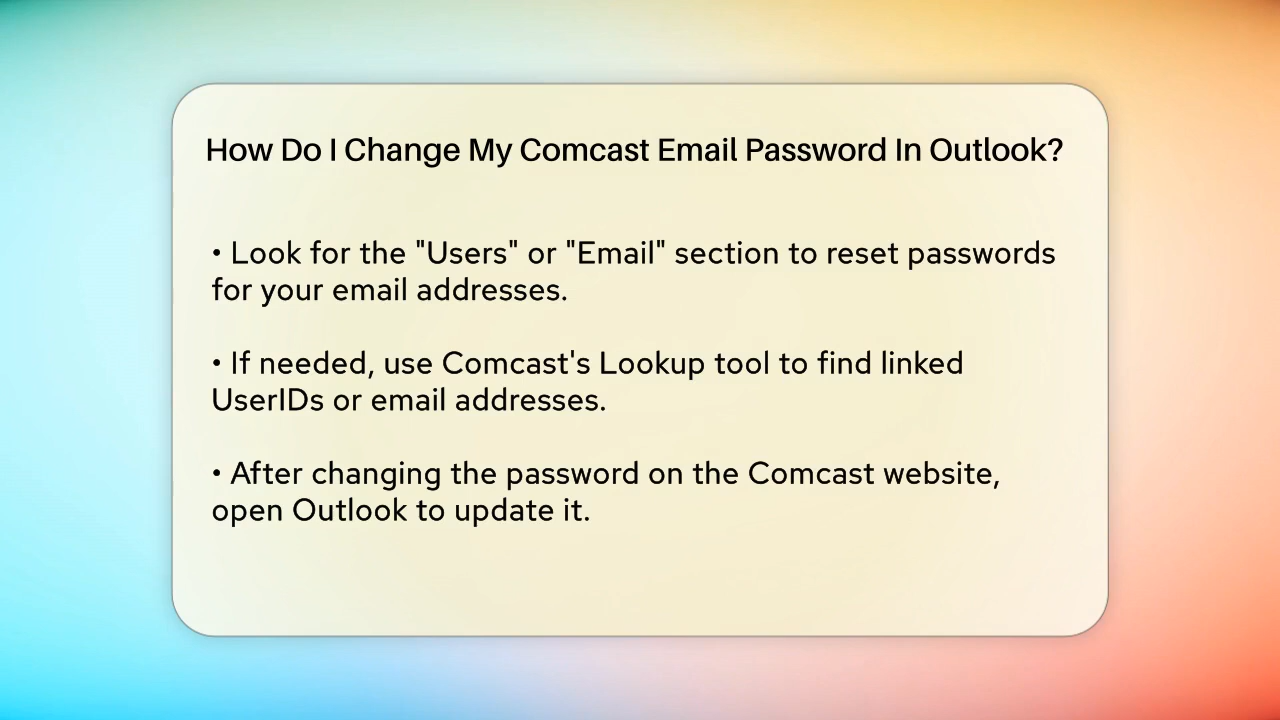 How Do I Change My Comcast Email Password In Outlook?
• Look for the "Users" or "Email" section to reset passwords
for your email addresses.
• If needed, use Comcast's Lookup tool to find linked
UserIDs or email addresses.
• After changing the password on the Comcast website,
open Outlook to update it.